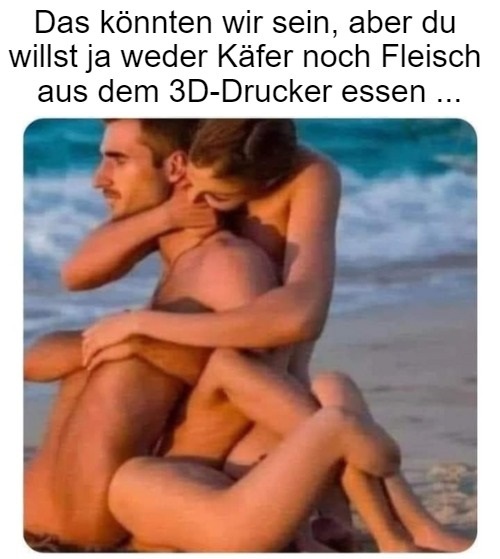 Das könnten wir sein, aber du
willst ja weder Käfer noch Fleisch
aus dem 3D-Drucker essen ...